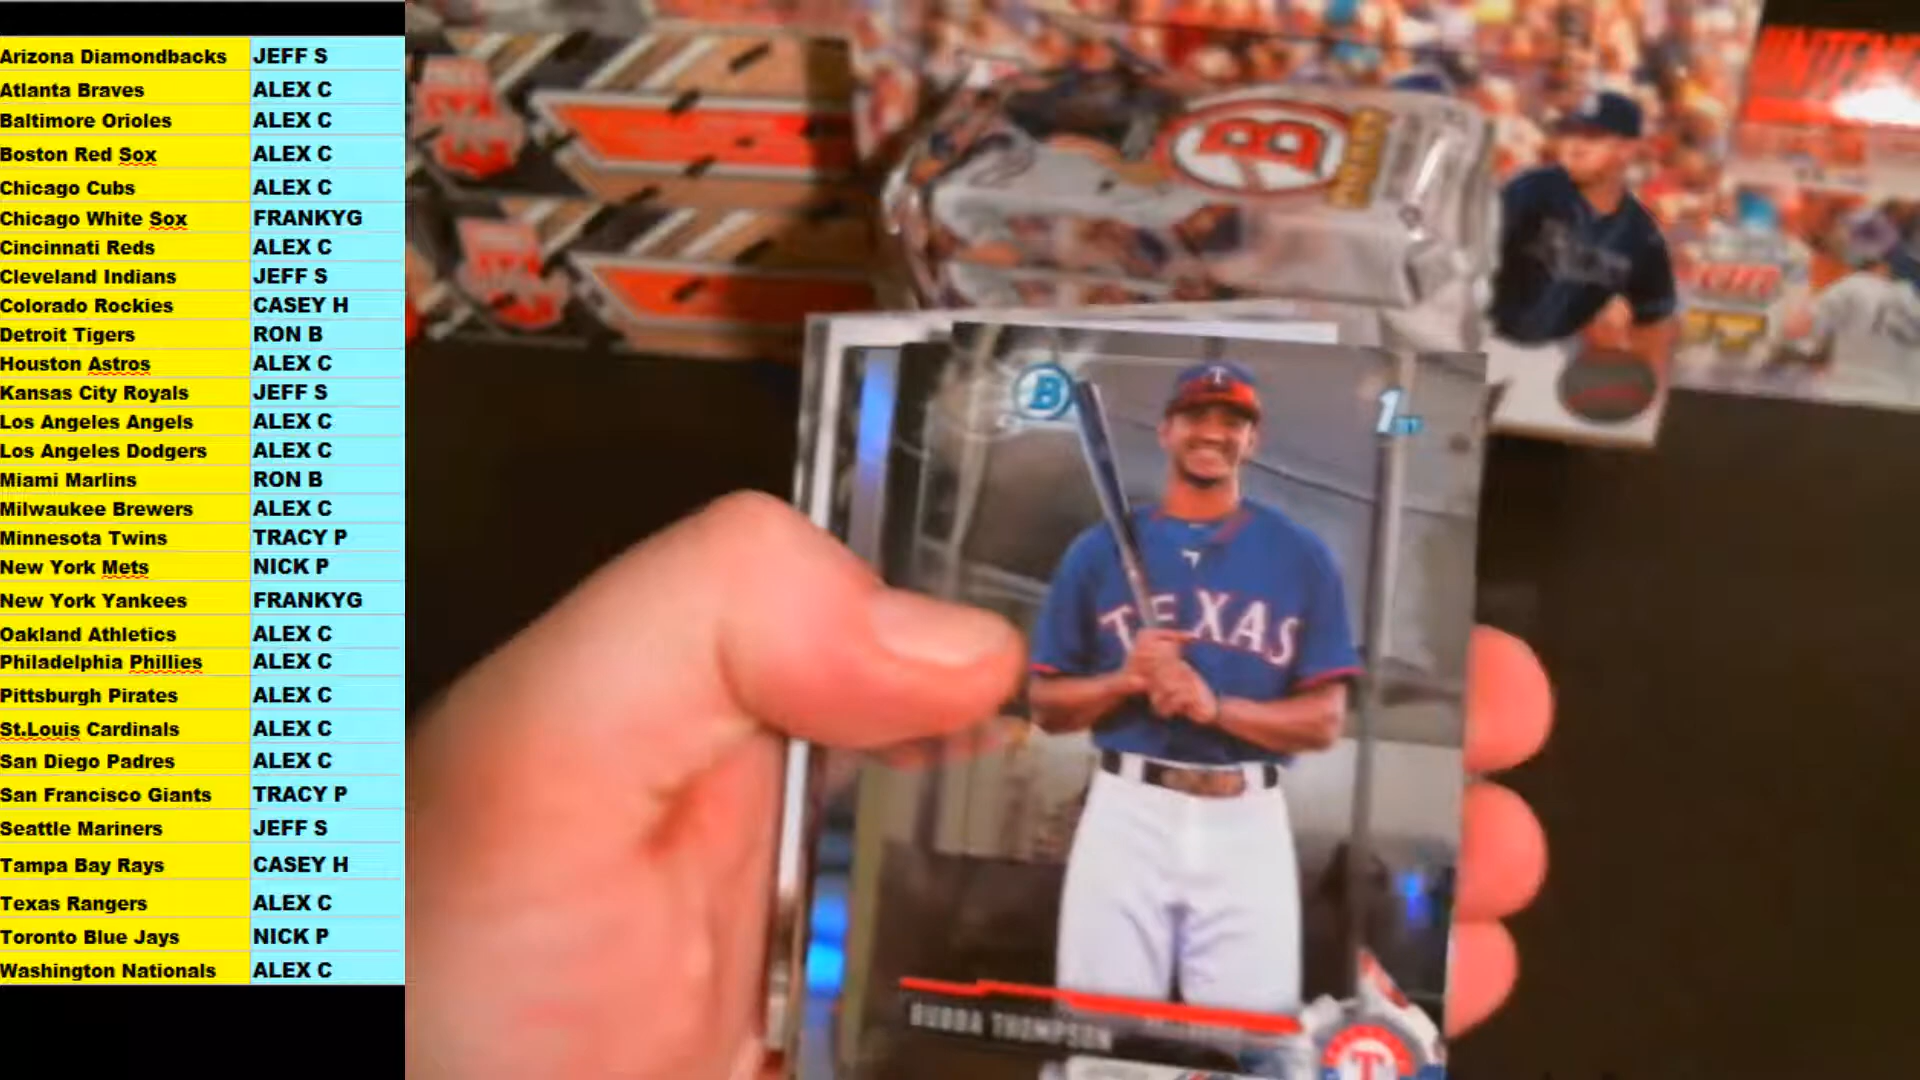 Arizona Diamondbacks JEFF S
Atlanta Braves ALEX C
Baltimore Orioles ALEX C
Boston Red Sox ALEX C
Chicago Cubs ALEX C
Chicago White Sox FRANKYG
Cincinnati Reds ALEX C
Cleveland Indians JEFF S
Colorado Rockies CASEY H
Detroit Tigers RON B
Houston Astros ALEX C
Kansas City Royals JEFF S
Los Angeles Angels ALEX C
Los Angeles Dodgers ALEX C
Miami Marlins RON B
Milwaukee Brewers ALEX C
Minnesota Twins TRACY P
New York Mets NICK P
New York Yankees FRANKYG
Oakland Athletics ALEX C
Philadelphia Phillies ALEX C
Pittsburgh Pirates ALEX C
St.Louis Cardinals ALEX C
San Diego Padres ALEX C
San Francisco Giants TRACY P
Seattle Mariners JEFF S
Tampa Bay Rays CASEY H
Texas Rangers ALEX C
Toronto Blue Jays NICK P
Washington Nationals ALEX C
B
B
1st
T
TEXAS
BUBBA THOMPSON
T